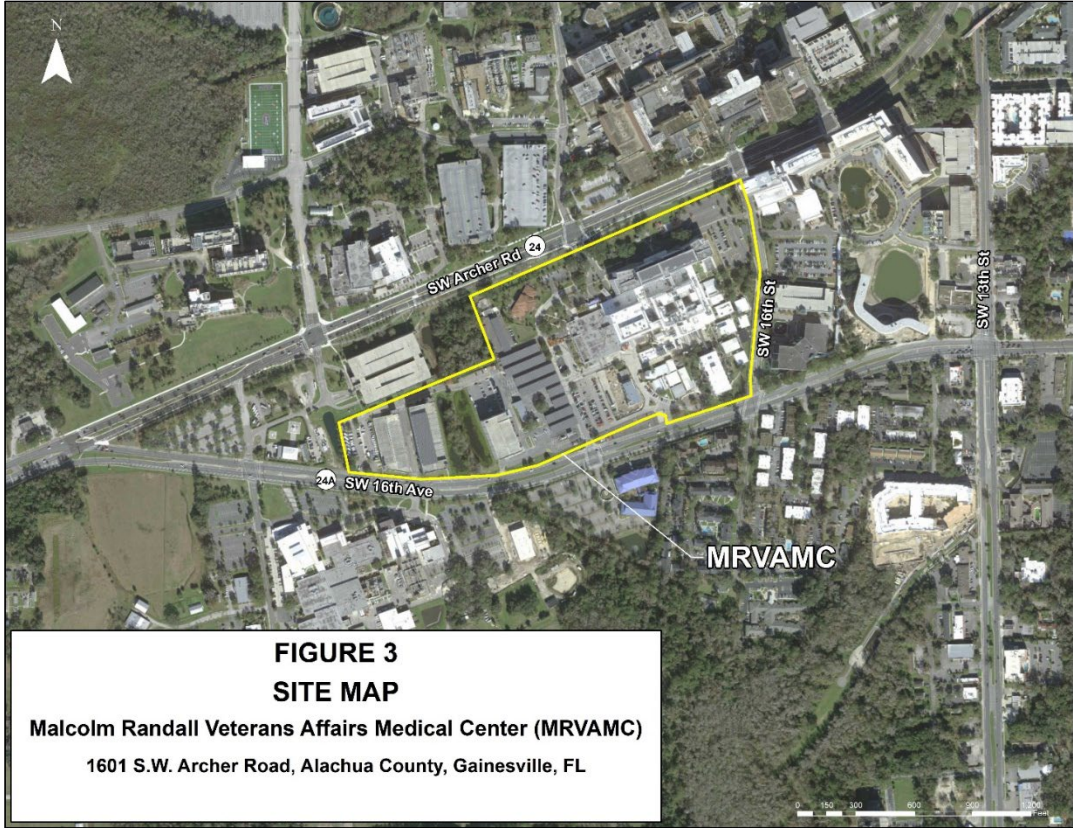 N
24
SW Archer Rd
SW 16th St
SW 13th St
24A
SW 16th Ave
MRVAMC
FIGURE 3
SITE MAP
Malcolm Randall Veterans Affairs Medical Center (MRVAMC)
1601 S.W. Archer Road, Alachua County, Gainesville, FL
0 150 300 600 900 1,200
Feet